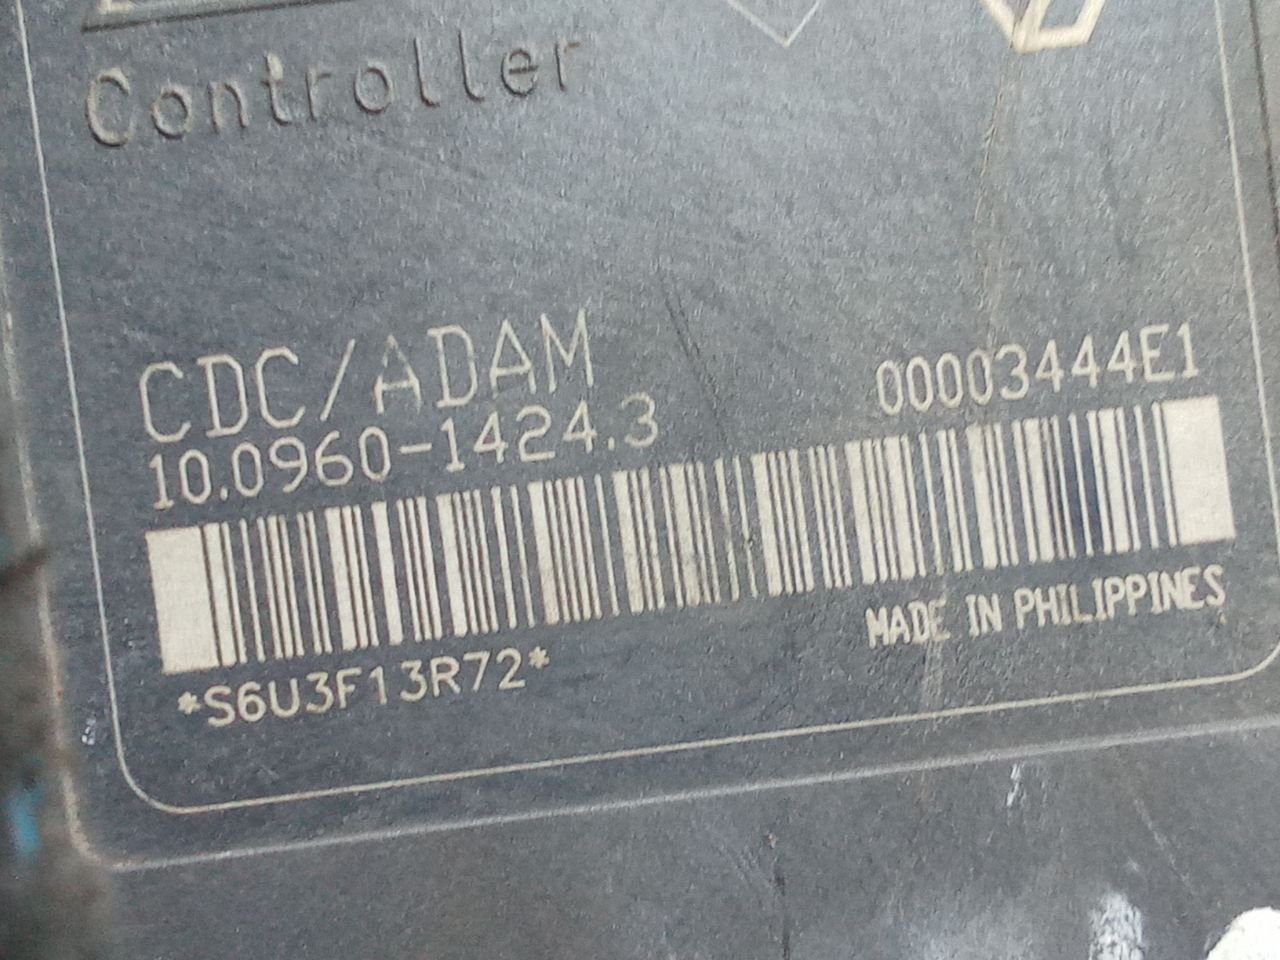 Controller
CDC/ADAM
10.0960-1424.3
00003444E1
MADE IN PHILIPPINES
*S6U3F13R72*